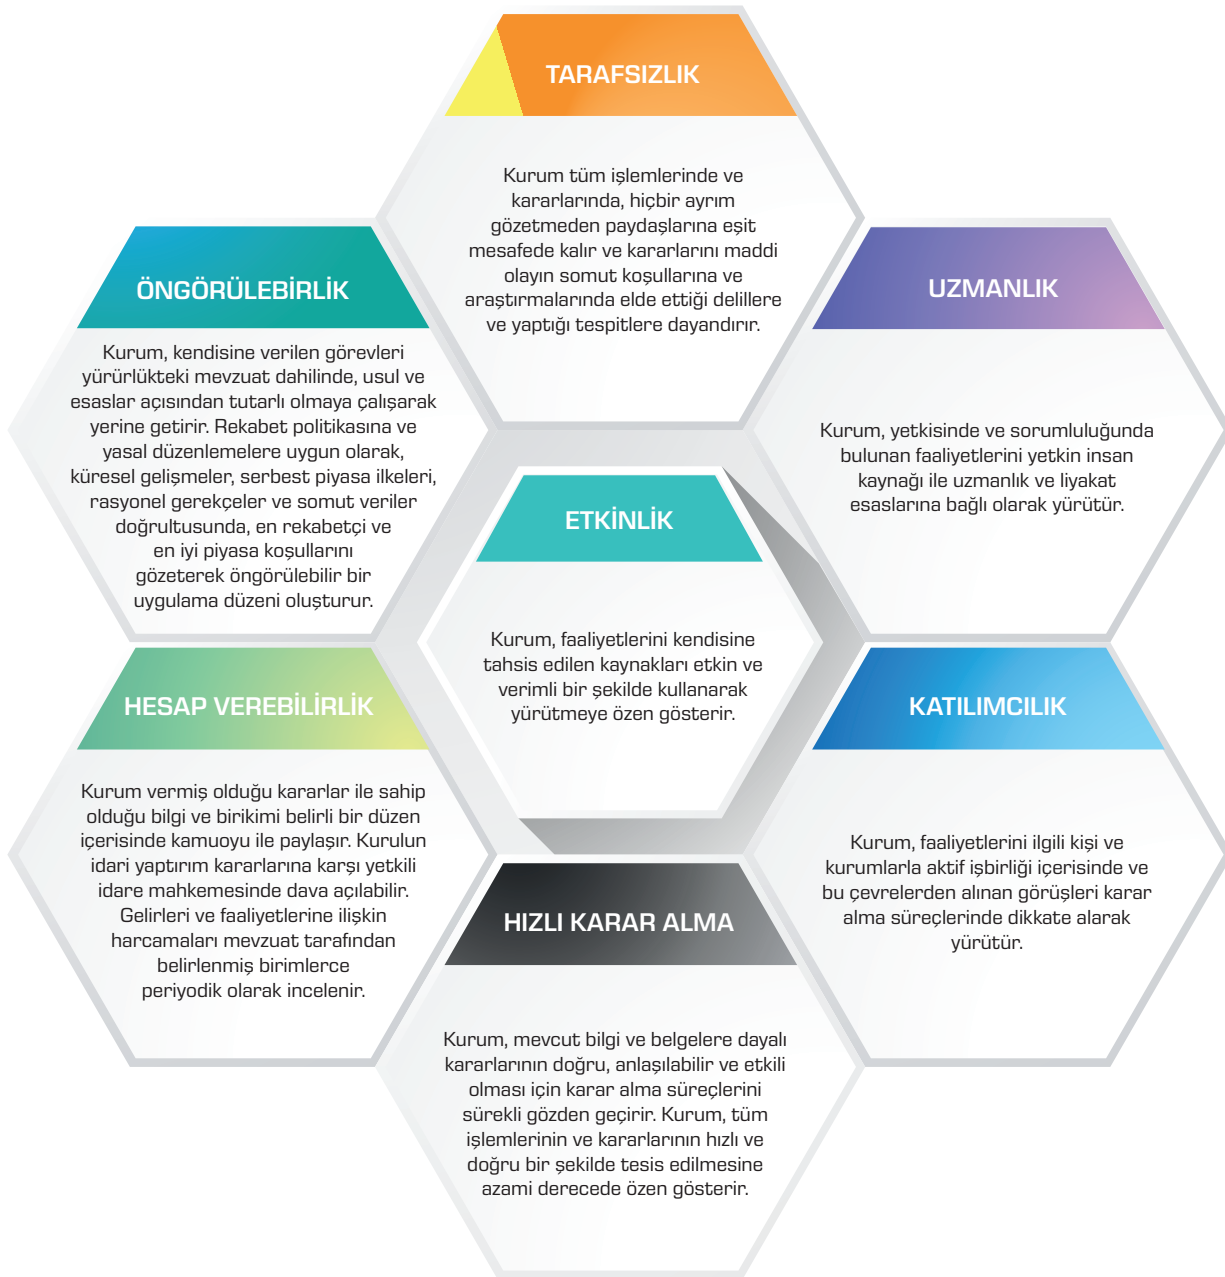 TARAFSIZLIK
Kurum tüm işlemlerinde ve
kararlarında, hiçbir ayrım
gözetmeden paydaşlarına eşit
mesafede kalır ve kararlarını maddi
olayın somut koşullarına ve
araştırmalarında elde ettiği delillere
ve yaptığı tespitlere dayandırır.
ÖNGÖRÜLEBİRLİK
Kurum, kendisine verilen görevleri
yürürlükteki mevzuat dahilinde, usul ve
esaslar açısından tutarlı olmaya çalışarak
yerine getirir. Rekabet politikasına ve
yasal düzenlemelere uygun olarak,
küresel gelişmeler, serbest piyasa ilkeleri,
rasyonel gerekçeler ve somut veriler
doğrultusunda, en rekabetçi ve
en iyi piyasa koşullarını
gözeterek öngörülebilir bir
uygulama düzeni oluşturur.
UZMANLIK
Kurum, yetkisinde ve sorumluluğunda
bulunan faaliyetlerini yetkin insan
kaynağı ile uzmanlık ve liyakat
esaslarına bağlı olarak yürütür.
ETKİNLİK
Kurum, faaliyetlerini kendisine
tahsis edilen kaynakları etkin ve
verimli bir şekilde kullanarak
yürütmeye özen gösterir.
HESAP VEREBİLİRLİK
Kurum vermiş olduğu kararlar ile sahip
olduğu bilgi ve birikimi belirli bir düzen
içerisinde kamuoyu ile paylaşır. Kurulun
idari yaptırım kararlarına karşı yetkili
idare mahkemesinde dava açılabilir.
Gelirleri ve faaliyetlerine ilişkin
harcamaları mevzuat tarafından
belirlenmiş birimlerce
periyodik olarak incelenir.
KATILIMCILIK
Kurum, faaliyetlerini ilgili kişi ve
kurumlarla aktif işbirliği içerisinde ve
bu çevrelerden alınan görüşleri karar
alma süreçlerinde dikkate alarak
yürütür.
HIZLI KARAR ALMA
Kurum, mevcut bilgi ve belgelere dayalı
kararlarının doğru, anlaşılabilir ve etkili
olması için karar alma süreçlerini
sürekli gözden geçirir. Kurum, tüm
işlemlerinin ve kararlarının hızlı ve
doğru bir şekilde tesis edilmesine
azami derecede özen gösterir.